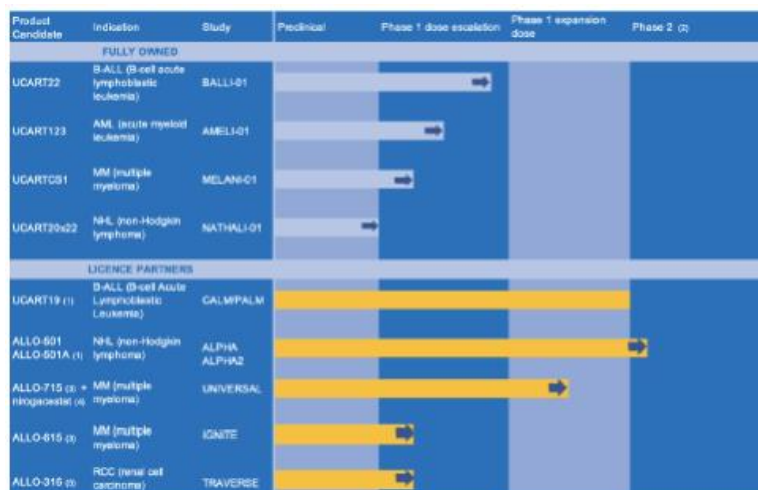 Product Candidate
Indication
Study
Preclinical
Phase 1 dose escalation
Phase 1 expansion dose
Phase 2 (2)
FULLY OWNED
UCART22
B-ALL (B-cell acute
lymphoblastic
leukemia)
BALLI-01
UCART123
AML (acute myeloid
leukemia)
AMELI-01
UCARTCS1
MM (multiple
myeloma)
MELANI-01
UCART20x22
NHL (non-Hodgkin
lymphoma)
NATHALI-01
LICENCE PARTNERS
UCART19 (1)
B-ALL (B-cell Acute
Lymphoblastic
Leukemia)
CALM/PALM
ALLO-501
ALLO-501A (1)
NHL (non-Hodgkin
lymphoma)
ALPHA
ALPHA2
ALLO-715 (3) +
nirogacestat (4)
MM (multiple
myeloma)
UNIVERSAL
ALLO-605 (3)
MM (multiple
myeloma)
IGNITE
ALLO-316
RCC (renal cell
carcinoma)
TRAVERSE